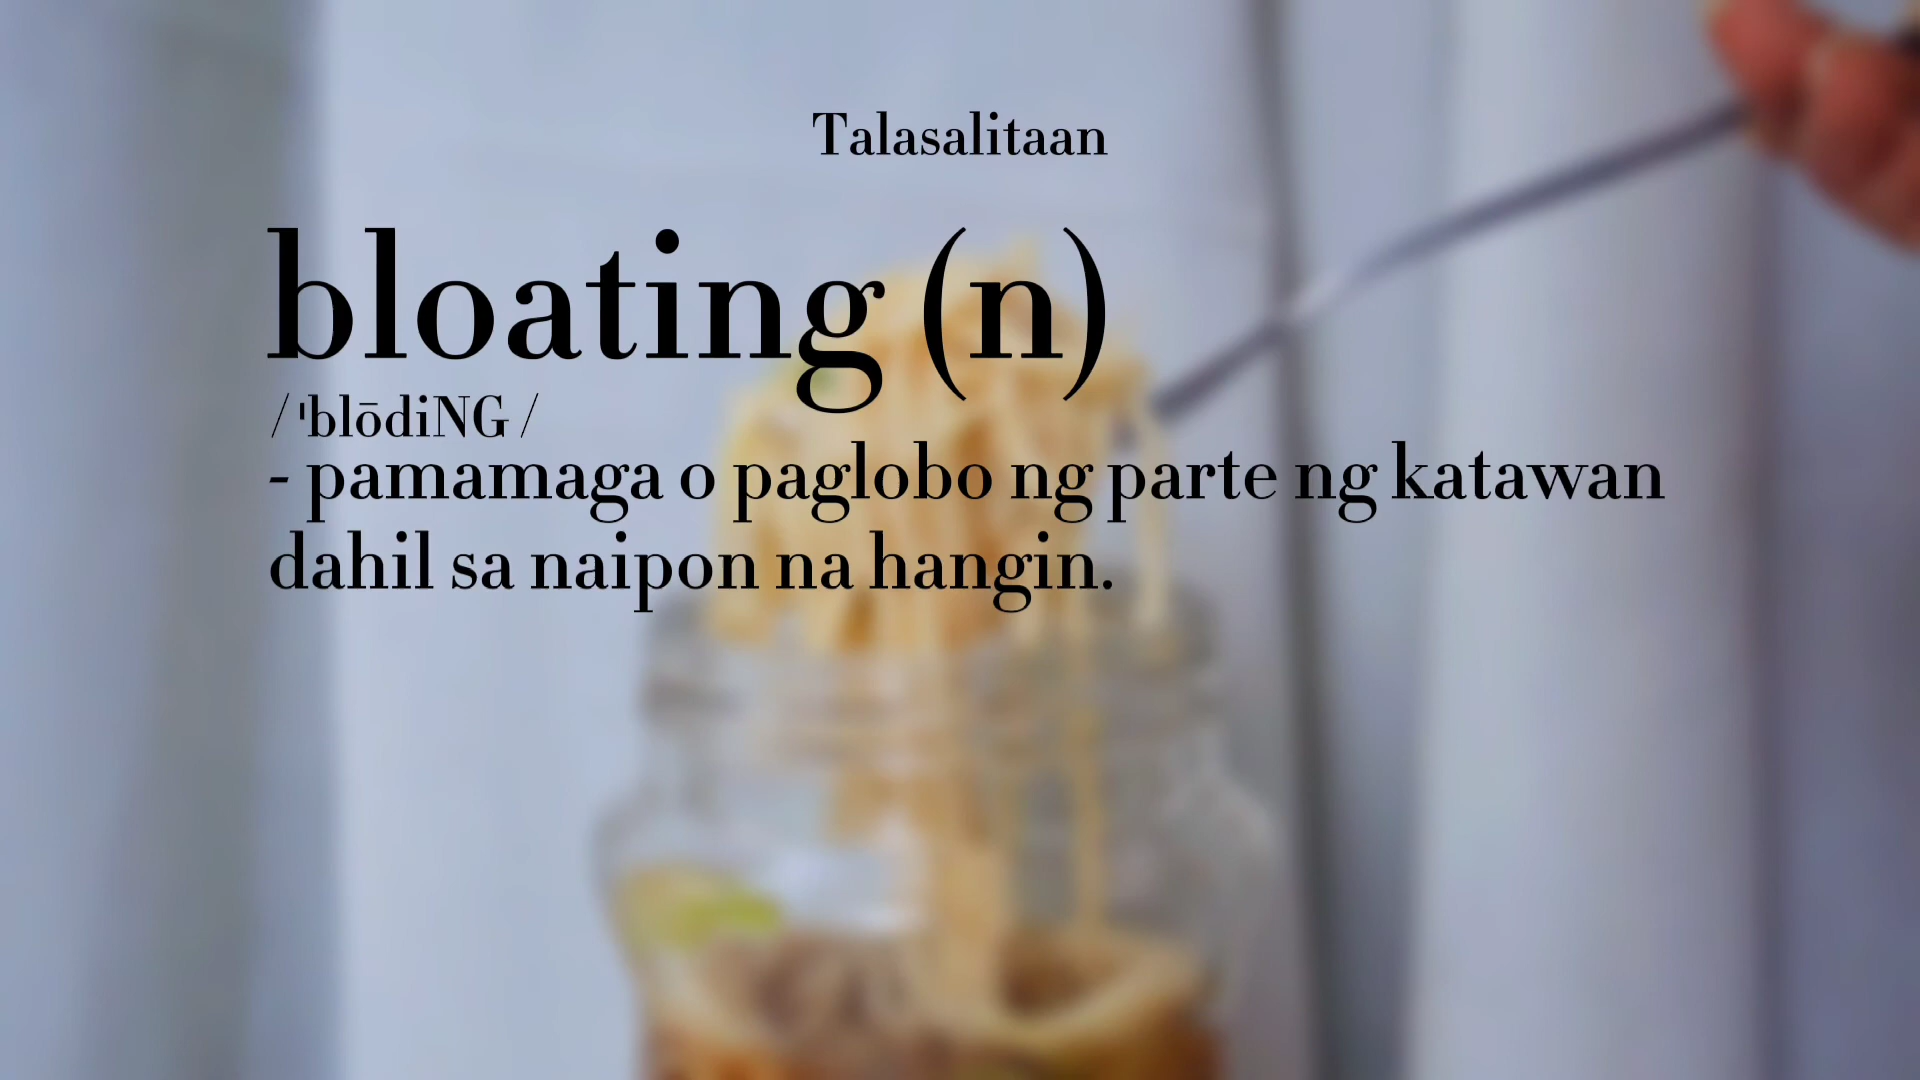 Talasalitaan
bloating (n)
/ˈblōdiNG/
- pamamaga o paglobo ng parte ng katawan
dahil sa naipon na hangin.